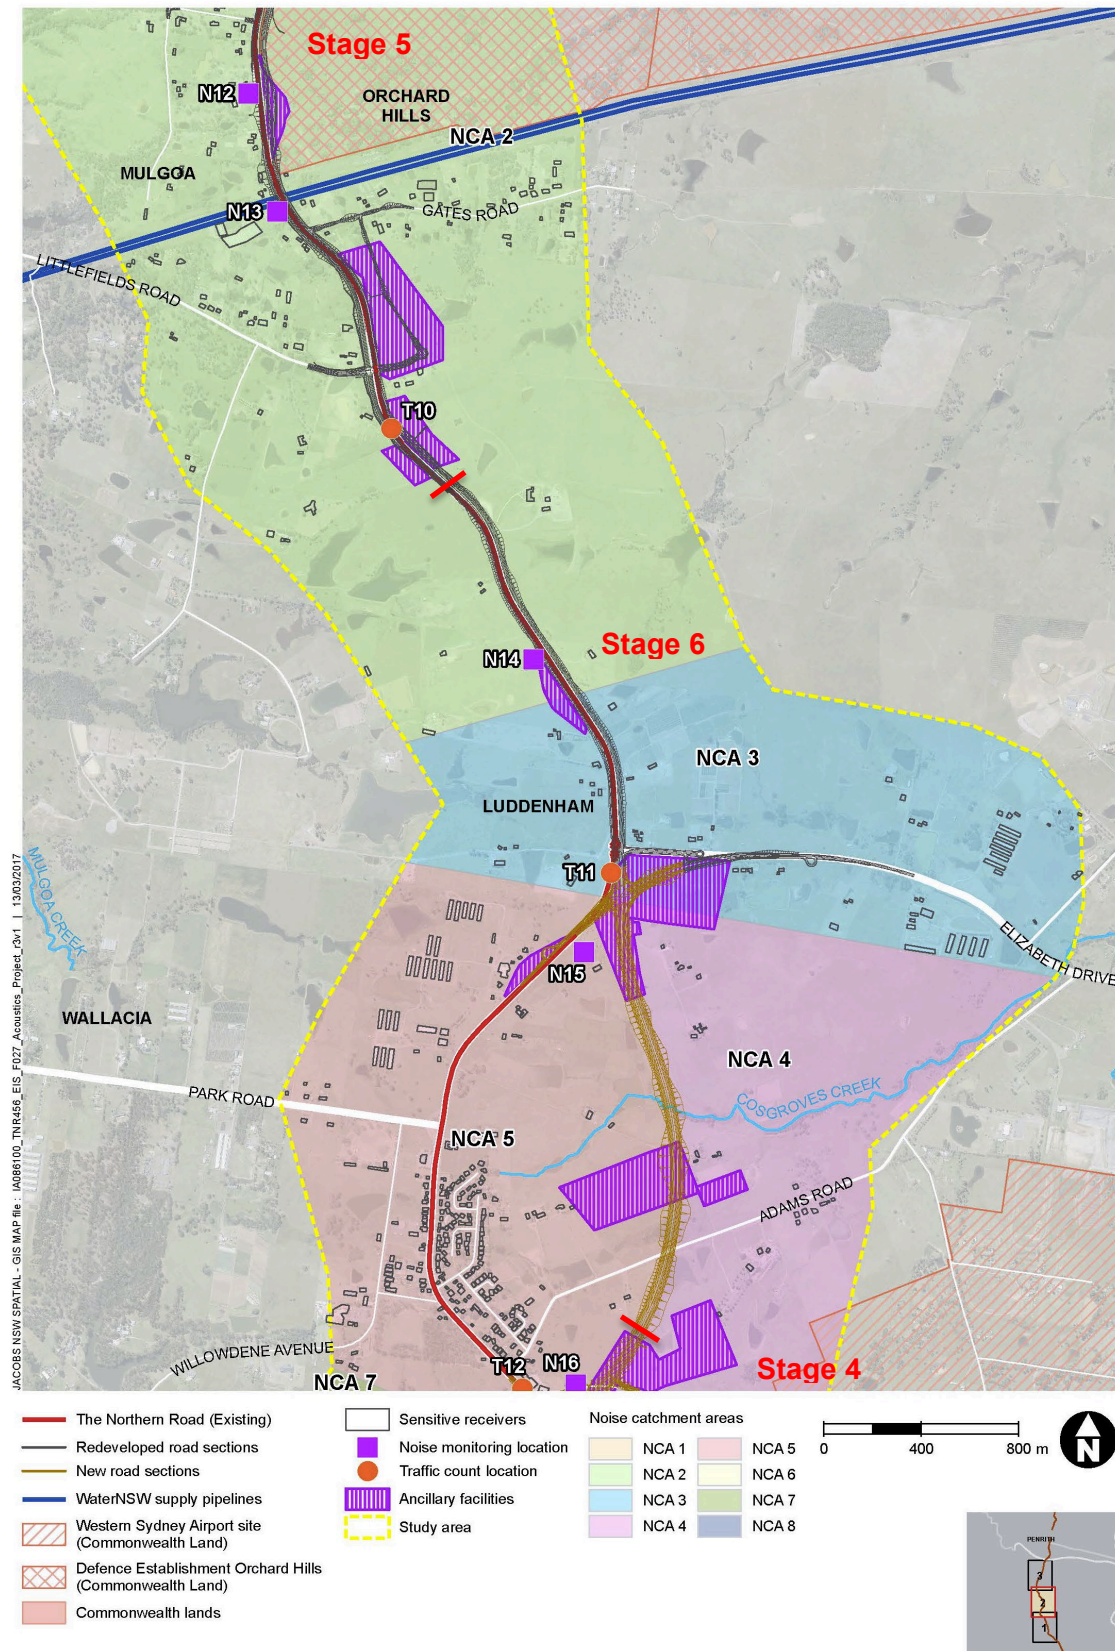 Stage 5
N12
ORCHARD
HILLS
NCA 2
MULGOA
N13
GATES ROAD
LITTLEFIELDS ROAD
T10
Stage 6
N14
NCA 3
LUDDENHAM
T11
MULGOA CREEK
ELIZABETH DRIVE
N15
WALLACIA
NCA 4
PARK ROAD
COSGROVES CREEK
NCA 5
ADAMS ROAD
WILLOWDENE AVENUE
T12
N16
Stage 4
NCA 7
JACOBS NSW SPATIAL - GIS MAP file : IA086100_TNR456_EIS_F027_Acoustics_Project_r3v1 | 13/03/2017
The Northern Road (Existing)
Redeveloped road sections
New road sections
WaterNSW supply pipelines
Western Sydney Airport site
(Commonwealth Land)
Defence Establishment Orchard Hills
(Commonwealth Land)
Commonwealth lands
Sensitive receivers
Noise monitoring location
Traffic count location
Ancillary facilities
Study area
Noise catchment areas
NCA 1
NCA 2
NCA 3
NCA 4
NCA 5
NCA 6
NCA 7
NCA 8
0 400 800 m
N
PENRITH
3
2
1